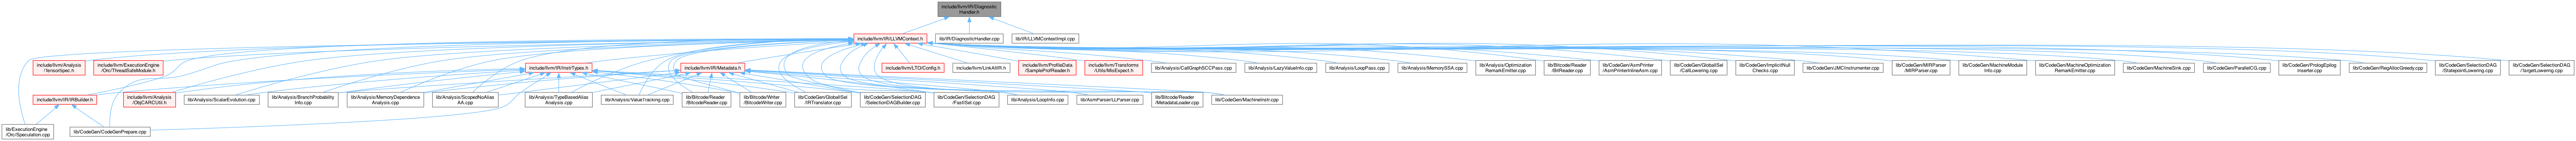 include/llvm/IR/Diagnostic
Handler.h
include/llvm/IR/LLVMContext.h
lib/IR/DiagnosticHandler.cpp
lib/IR/LLVMContextImpl.cpp
include/llvm/Analysis
/TensorSpec.h
include/llvm/ExecutionEngine
/Orc/ThreadSafeModule.h
include/llvm/IR/InstrTypes.h
include/llvm/IR/Metadata.h
include/llvm/LTO/Config.h
include/llvm/LinkAllIR.h
include/llvm/ProfileData
/SampleProfReader.h
include/llvm/Transforms
/Utils/MisExpect.h
lib/Analysis/CallGraphSCCPass.cpp
lib/Analysis/LazyValueInfo.cpp
lib/Analysis/LoopPass.cpp
lib/Analysis/MemorySSA.cpp
lib/Analysis/Optimization
RemarkEmitter.cpp
lib/Bitcode/Reader
/BitReader.cpp
lib/CodeGen/AsmPrinter
/AsmPrinterInlineAsm.cpp
lib/CodeGen/GlobalISel
/CallLowering.cpp
lib/CodeGen/ImplicitNull
Checks.cpp
lib/CodeGen/JMCInstrumenter.cpp
lib/CodeGen/MIRParser
/MIRParser.cpp
lib/CodeGen/MachineModule
Info.cpp
lib/CodeGen/MachineOptimization
RemarkEmitter.cpp
lib/CodeGen/MachineSink.cpp
lib/CodeGen/ParallelCG.cpp
lib/CodeGen/PrologEpilog
Inserter.cpp
lib/CodeGen/RegAllocGreedy.cpp
lib/CodeGen/SelectionDAG
/StatepointLowering.cpp
lib/CodeGen/SelectionDAG
/TargetLowering.cpp
include/llvm/IR/IRBuilder.h
include/llvm/Analysis
/ObjCARCUtil.h
lib/Analysis/ScalarEvolution.cpp
lib/Analysis/BranchProbability
Info.cpp
lib/Analysis/MemoryDependence
Analysis.cpp
lib/Analysis/ScopedNoAlias
AA.cpp
lib/Analysis/TypeBasedAlias
Analysis.cpp
lib/Analysis/ValueTracking.cpp
lib/Bitcode/Reader
/BitcodeReader.cpp
lib/Bitcode/Writer
/BitcodeWriter.cpp
lib/CodeGen/GlobalISel
/IRTranslator.cpp
lib/CodeGen/SelectionDAG
/SelectionDAGBuilder.cpp
lib/CodeGen/SelectionDAG
/FastISel.cpp
lib/Analysis/LoopInfo.cpp
lib/AsmParser/LLParser.cpp
lib/Bitcode/Reader
/MetadataLoader.cpp
lib/CodeGen/MachineInstr.cpp
lib/ExecutionEngine
/Orc/Speculation.cpp
lib/CodeGen/CodeGenPrepare.cpp